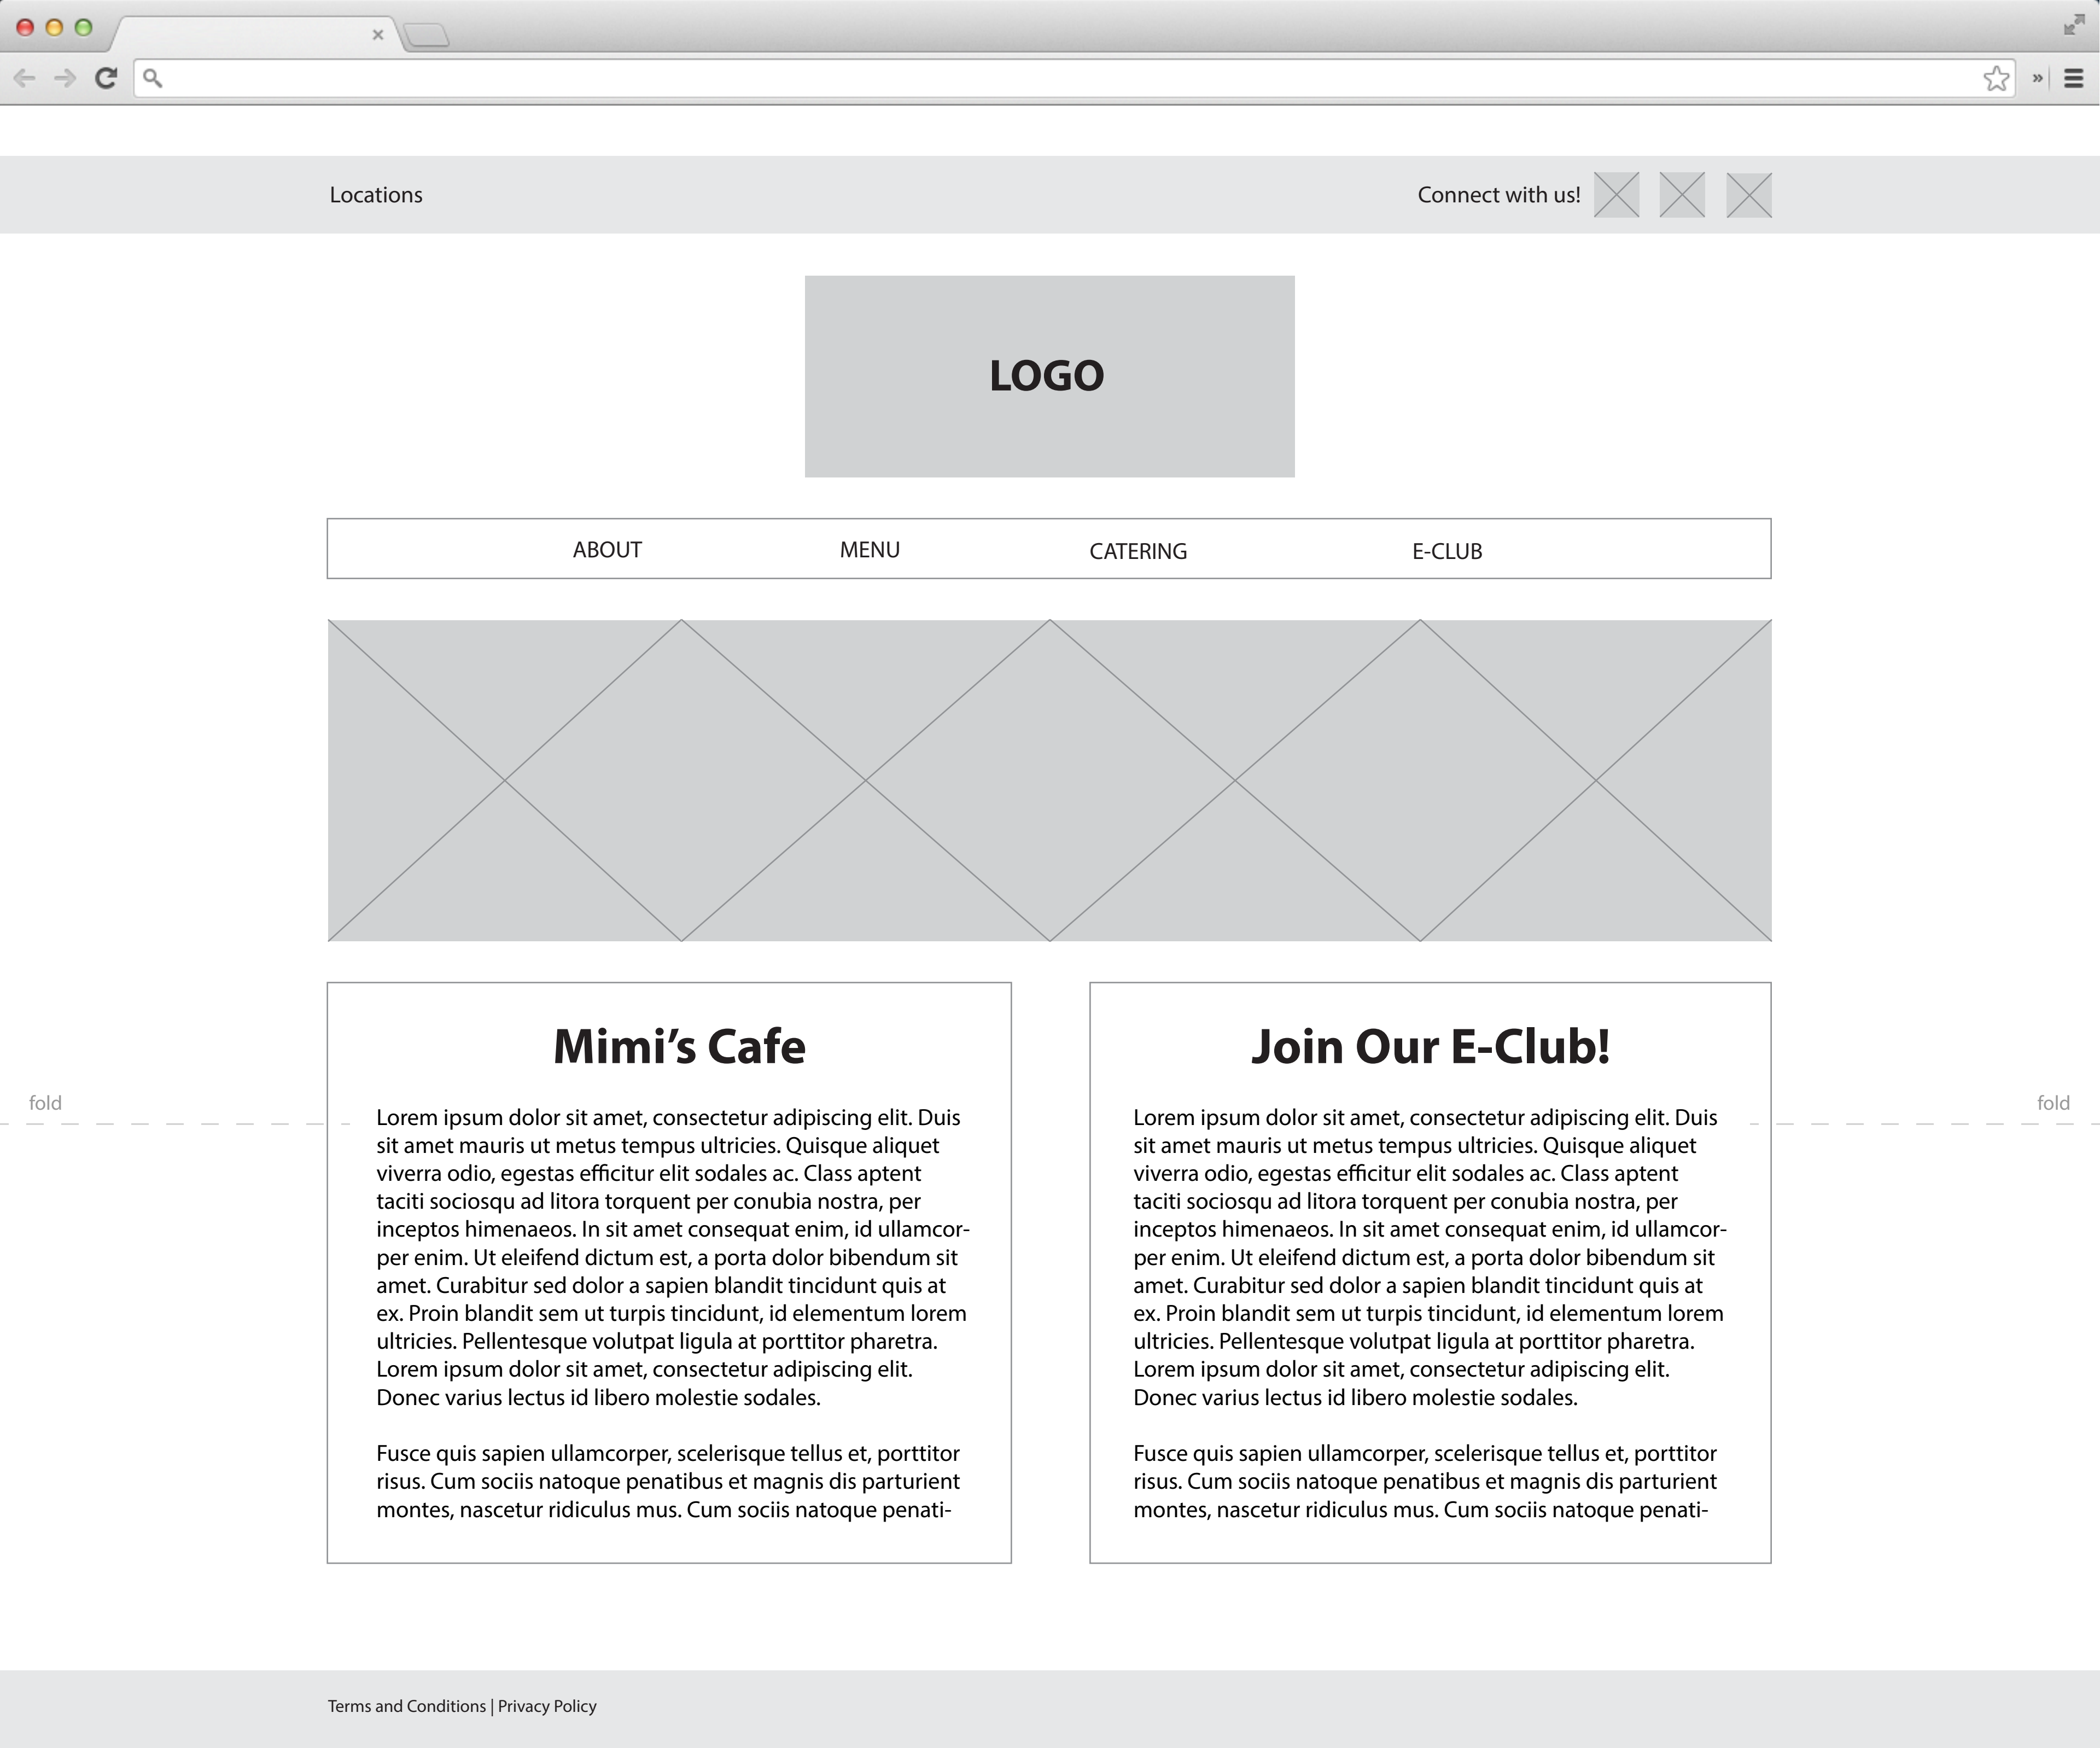 Locations
Connect with us!
LOGO
ABOUT MENU CATERING E-CLUB
Mimi’s Cafe
fold
Lorem ipsum dolor sit amet, consectetur adipiscing elit. Duis
sit amet mauris ut metus tempus ultricies. Quisque aliquet
viverra odio, egestas efficitur elit sodales ac. Class aptent
taciti sociosqu ad litora torquent per conubia nostra, per
inceptos himenaeos. In sit amet consequat enim, id ullamcor-
per enim. Ut eleifend dictum est, a porta dolor bibendum sit
amet. Curabitur sed dolor a sapien blandit tincidunt quis at
ex. Proin blandit sem ut turpis tincidunt, id elementum lorem
ultricies. Pellentesque volutpat ligula at porttitor pharetra.
Lorem ipsum dolor sit amet, consectetur adipiscing elit.
Donec varius lectus id libero molestie sodales.
Fusce quis sapien ullamcorper, scelerisque tellus et, porttitor
risus. Cum sociis natoque penatibus et magnis dis parturient
montes, nascetur ridiculus mus. Cum sociis natoque penati-
Join Our E-Club!
fold
Lorem ipsum dolor sit amet, consectetur adipiscing elit. Duis
sit amet mauris ut metus tempus ultricies. Quisque aliquet
viverra odio, egestas efficitur elit sodales ac. Class aptent
taciti sociosqu ad litora torquent per conubia nostra, per
inceptos himenaeos. In sit amet consequat enim, id ullamcor-
per enim. Ut eleifend dictum est, a porta dolor bibendum sit
amet. Curabitur sed dolor a sapien blandit tincidunt quis at
ex. Proin blandit sem ut turpis tincidunt, id elementum lorem
ultricies. Pellentesque volutpat ligula at porttitor pharetra.
Lorem ipsum dolor sit amet, consectetur adipiscing elit.
Donec varius lectus id libero molestie sodales.
Fusce quis sapien ullamcorper, scelerisque tellus et, porttitor
risus. Cum sociis natoque penatibus et magnis dis parturient
montes, nascetur ridiculus mus. Cum sociis natoque penati-
Terms and Conditions | Privacy Policy